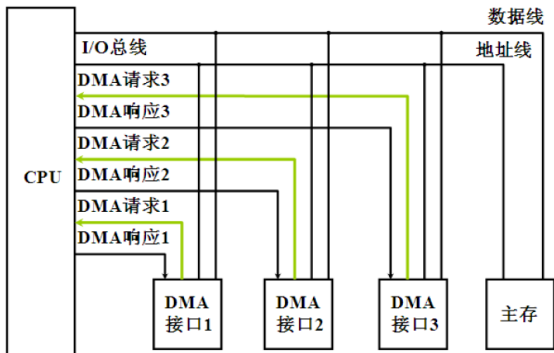 数据线
I/O总线
地址线
DMA请求3
DMA响应3
DMA请求2
CPU
DMA响应2
DMA请求1
DMA响应1
DMA
接口1
DMA
接口2
DMA
接口3
主存